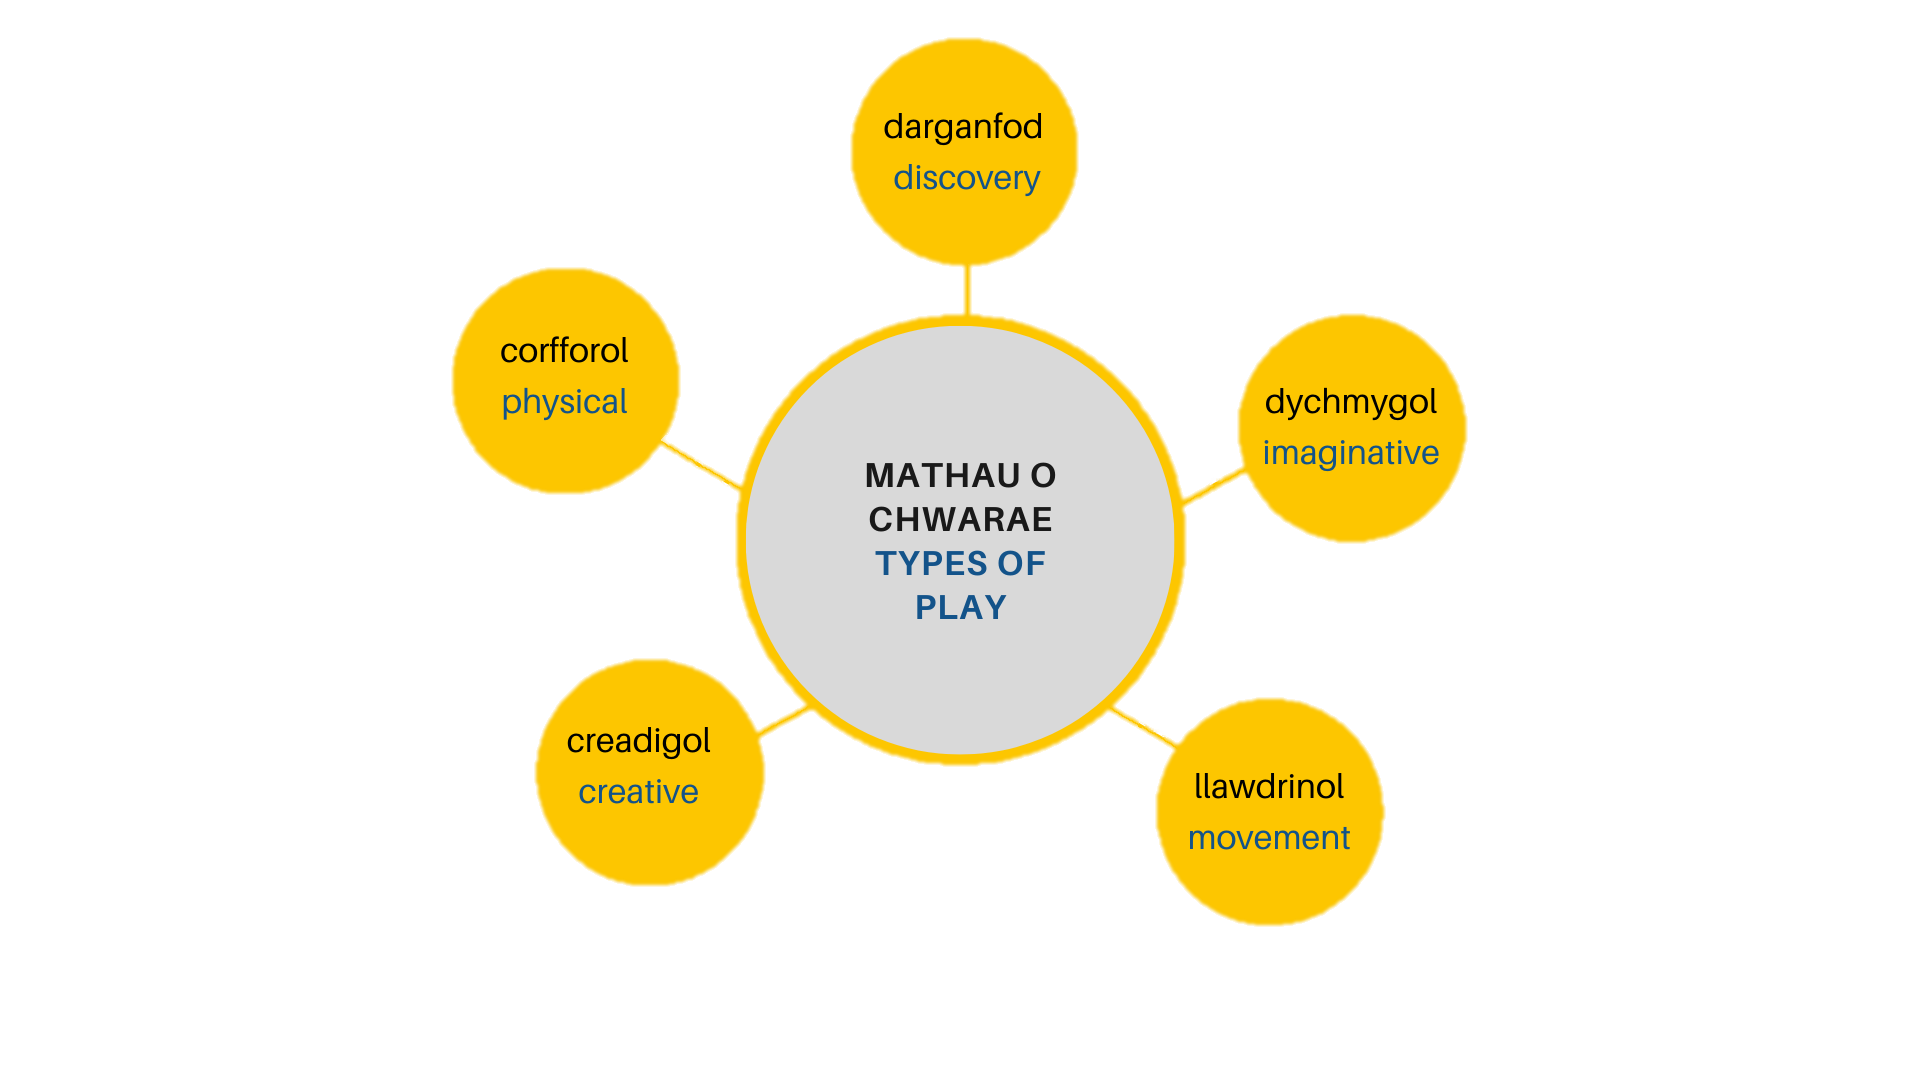 darganfod
discovery
corfforol
physical
dychmygol
imaginative
MATHAU O
CHWARAE
TYPES OF
PLAY
creadigol
creative
llawdrinol
movement